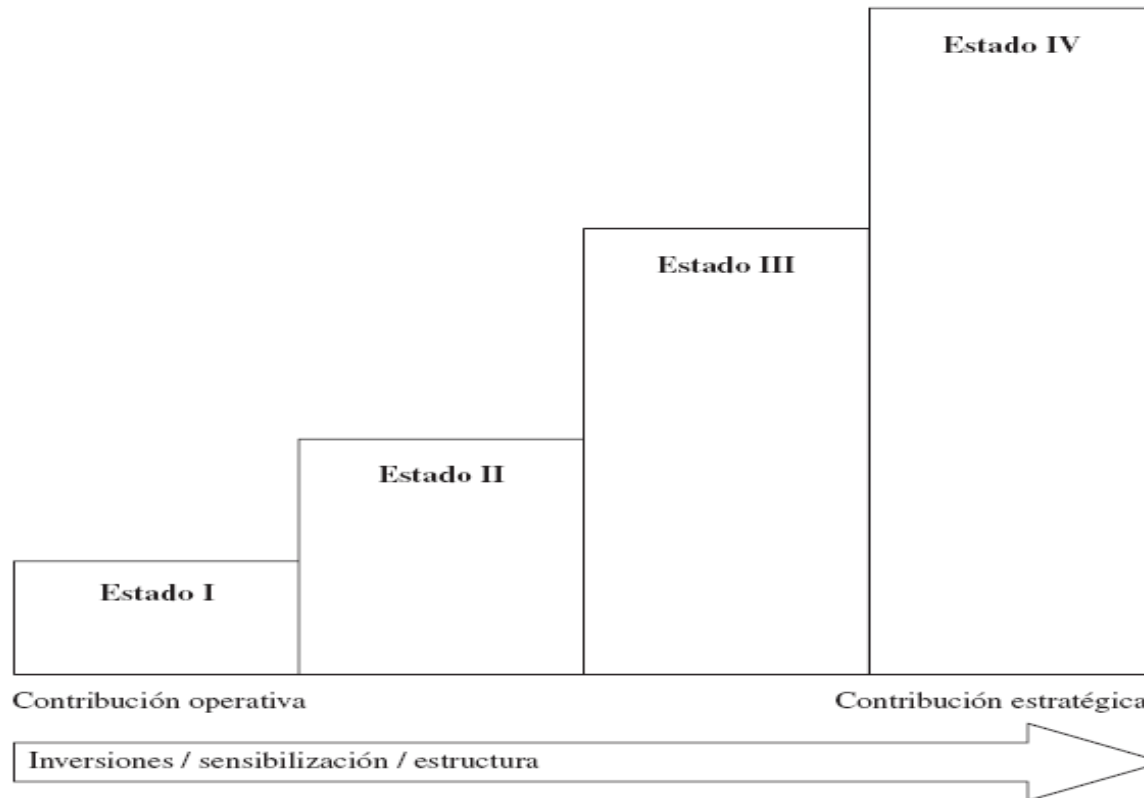 Estado IV
Estado III
Estado II
Estado I
Contribución operativa
Contribución estratégica
Inversiones / sensibilización / estructura